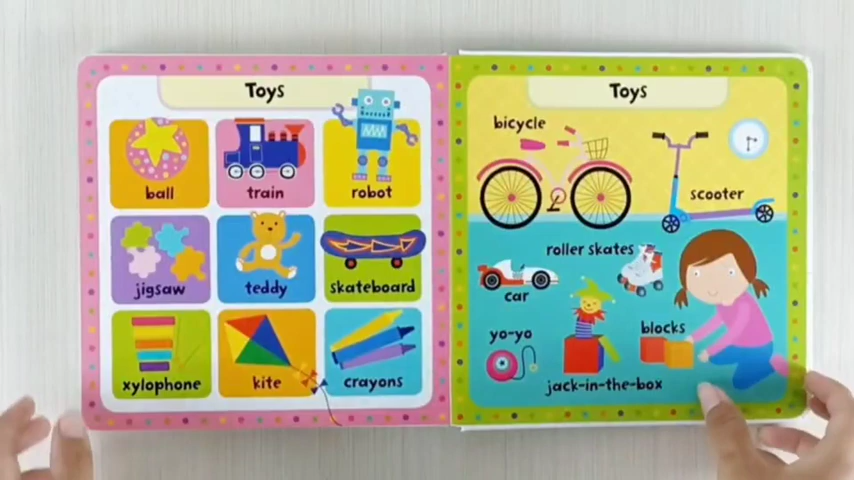 Toys
ball
train
robot
jigsaw
teddy
skateboard
xylophone
kite
crayons
Toys
bicycle
scooter
roller skates
car
yo-yo
blocks
jack-in-the-box